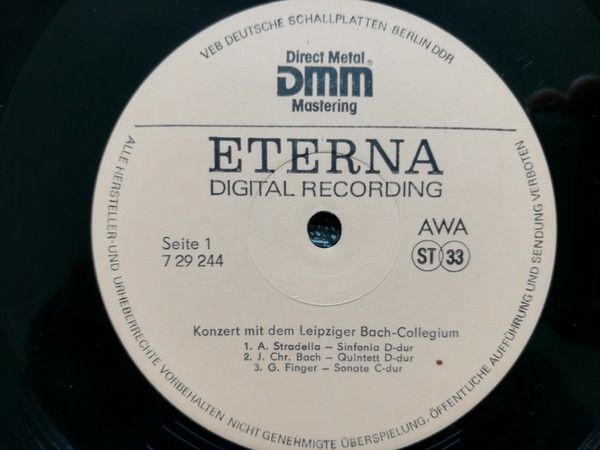 VEB DEUTSCHE SCHALLPLATTEN BERLIN DDR
Direct Metal
DMM®
Mastering
ETERNA
DIGITAL RECORDING
Seite 1
7 29 244
AWA
ST 33
Konzert mit dem Leipziger Bach-Collegium
1. A. Stradella — Sinfonia D-dur
2. J. Chr. Bach — Quintett D-dur
3. G. Finger — Sonate C-dur
ALLE HERSTELLER-UND URHEBERRECHTE VORBEHALTEN NICHT GENEHMIGTE ÜBERSPIELUNG, ÖFFENTLICHE AUFFÜHRUNG UND SENDUNG VERBOTEN